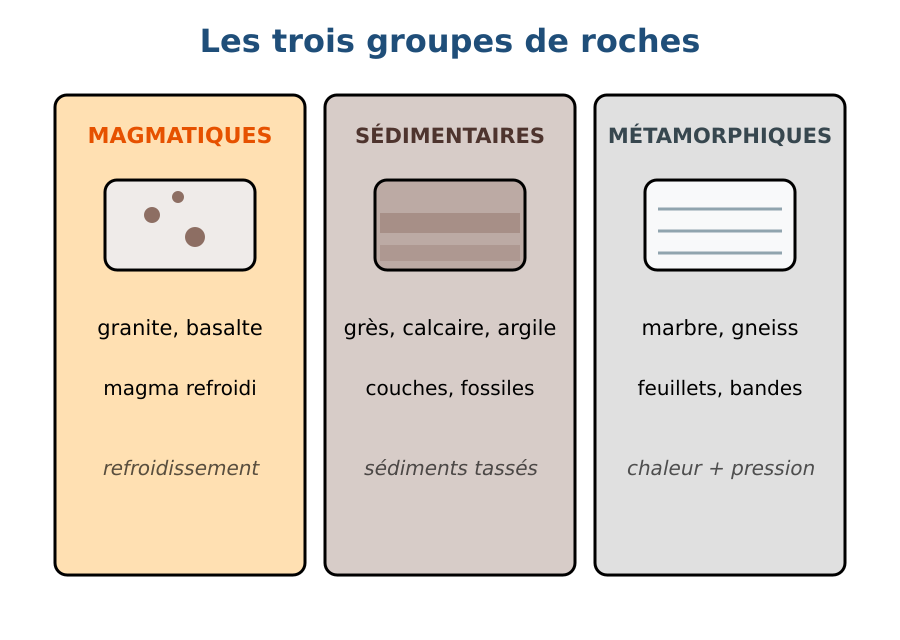 Les trois groupes de roches
MAGMATIQUES
granite, basalte
magma refroidi
refroidissement
SÉDIMENTAIRES
grès, calcaire, argile
couches, fossiles
sédiments tassés
MÉTAMORPHIQUES
marbre, gneiss
feuillets, bandes
chaleur + pression